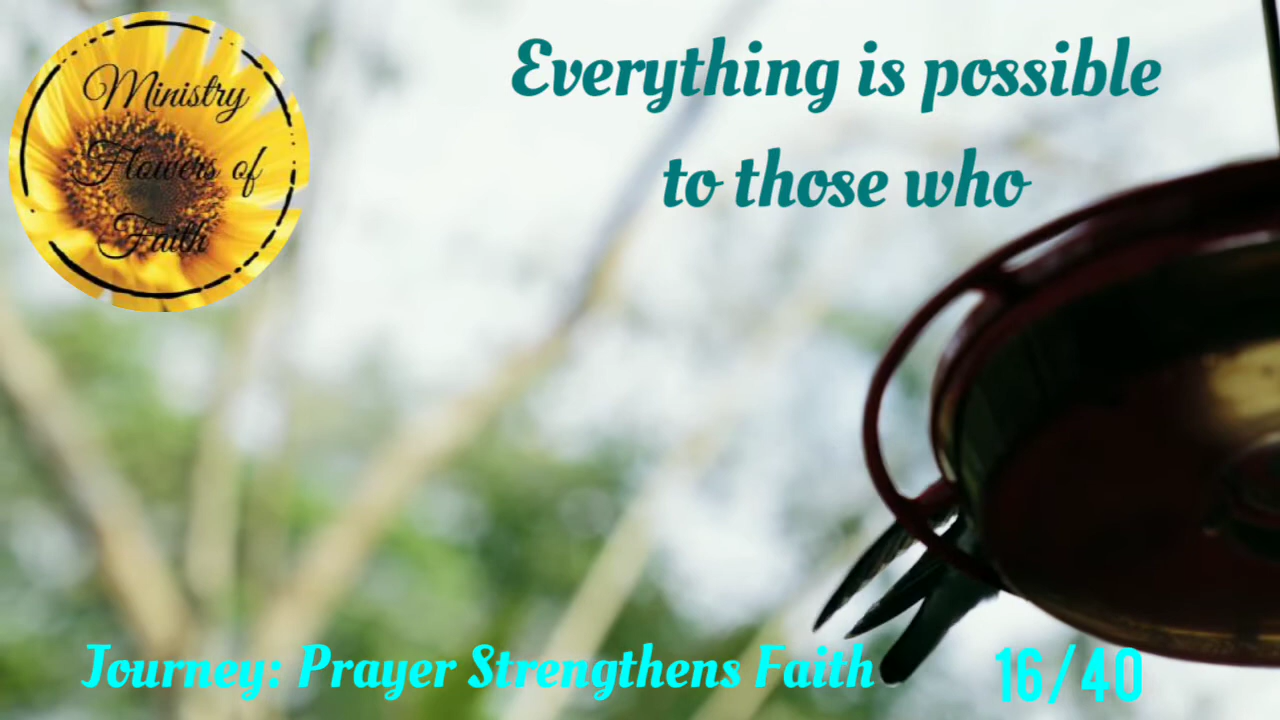 Ministry
Flowers of
Faith
Everything is possible
to those who
Journey: Prayer Strengthens Faith
16/40